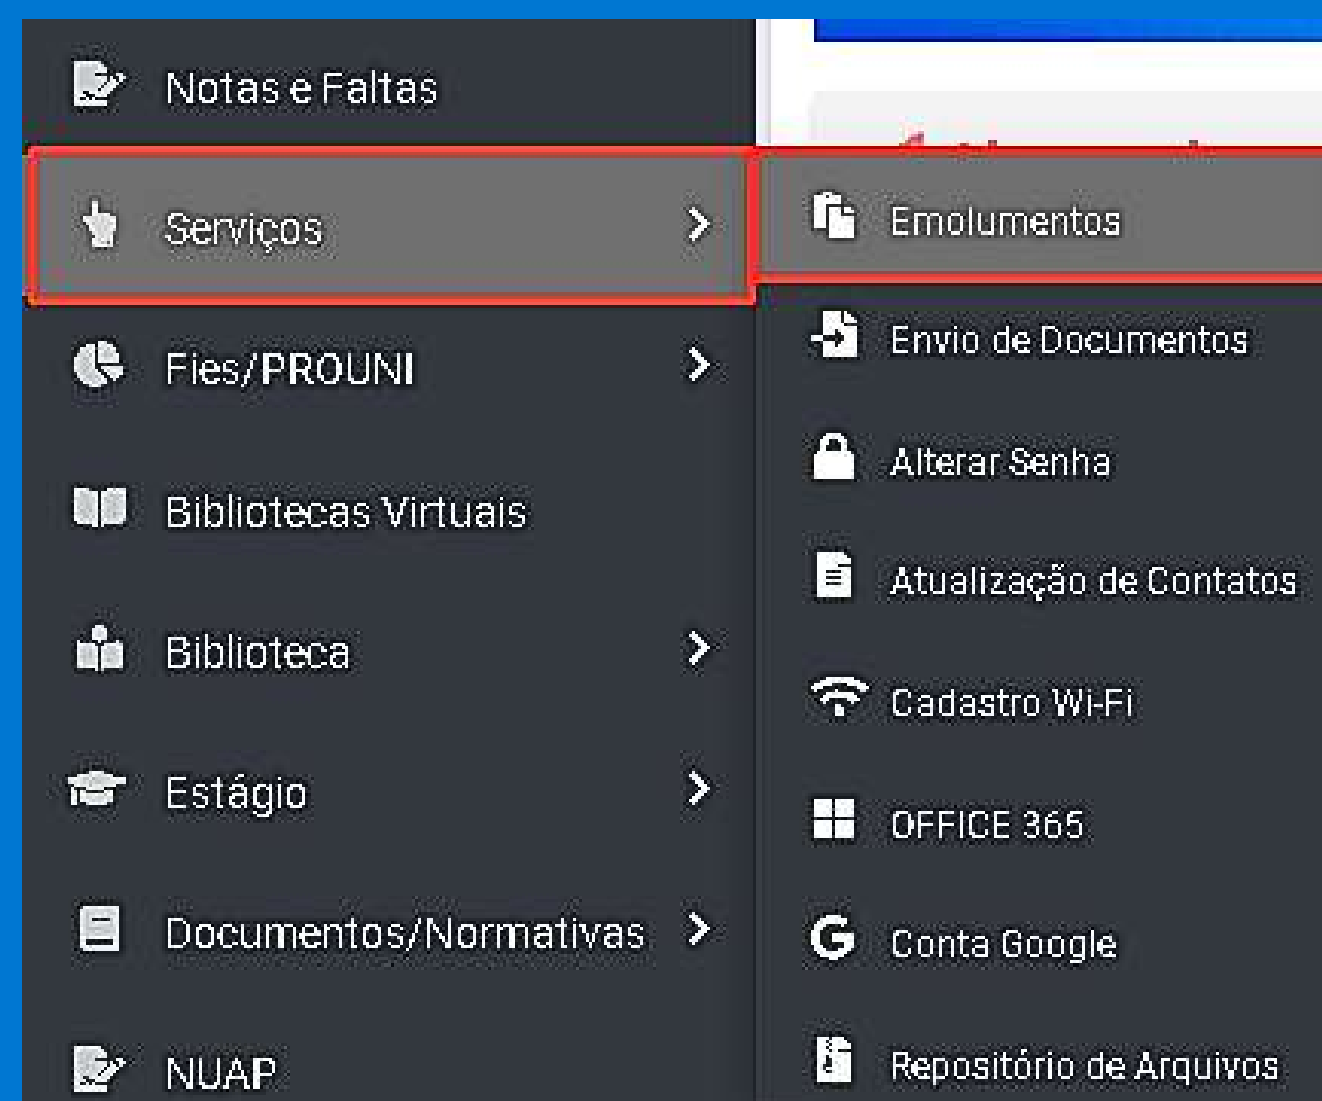 Notas e Faltas
Serviços
Fies/PROUNI
Bibliotecas Virtuais
Biblioteca
Estágio
Documentos/Normativas
NUAP
Emolumentos
Envio de Documentos
Alterar Senha
Atualização de Contatos
Cadastro Wi-Fi
OFFICE 365
Conta Google
Repositório de Arquivos